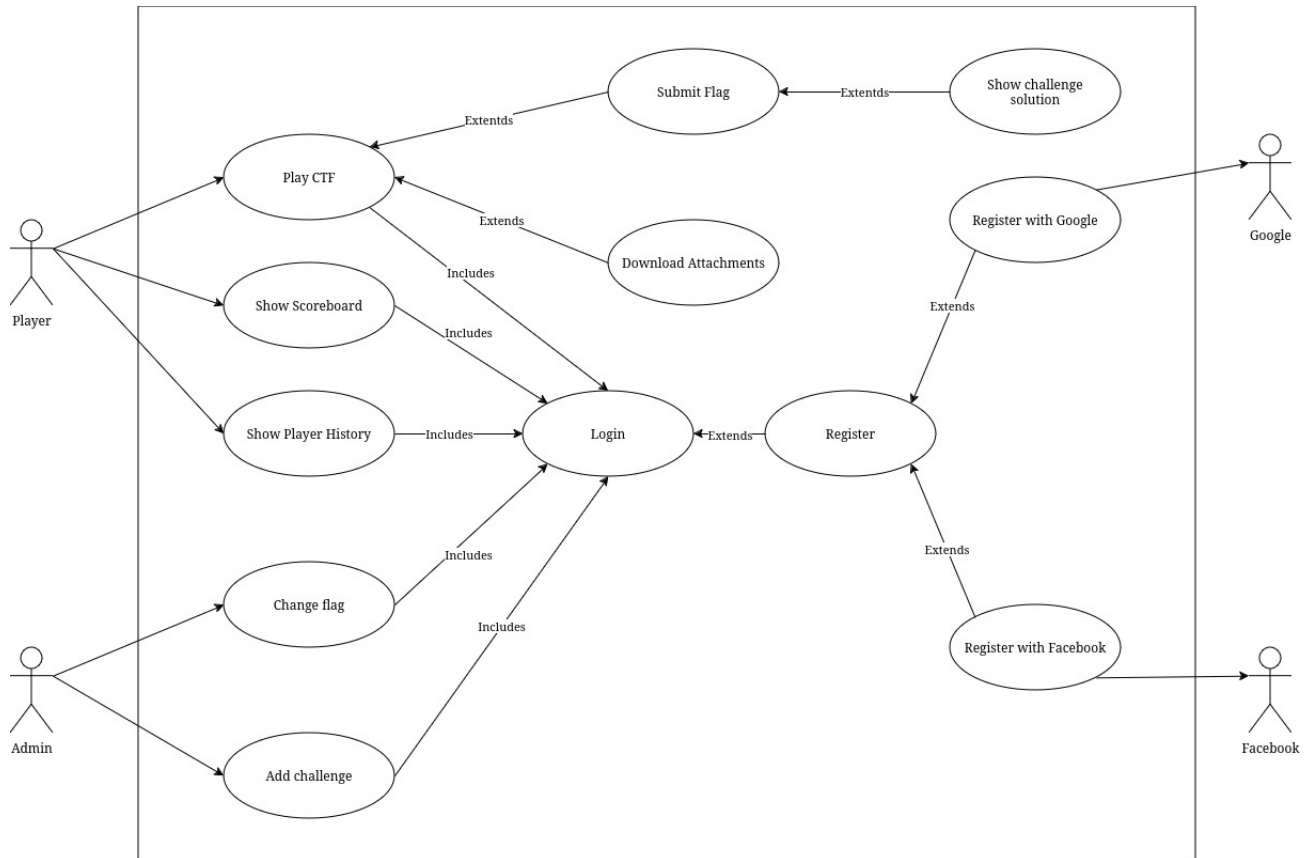 Submit Flag
Extentds
Show challenge
solution
Extentds
Play CTF
Register with Google
Google
Extends
Download Attachments
Includes
Player
Show Scoreboard
Includes
Extends
Show Player History
Includes
Login
Extends
Register
Includes
Extends
Change flag
Includes
Register with Facebook
Admin
Facebook
Add challenge